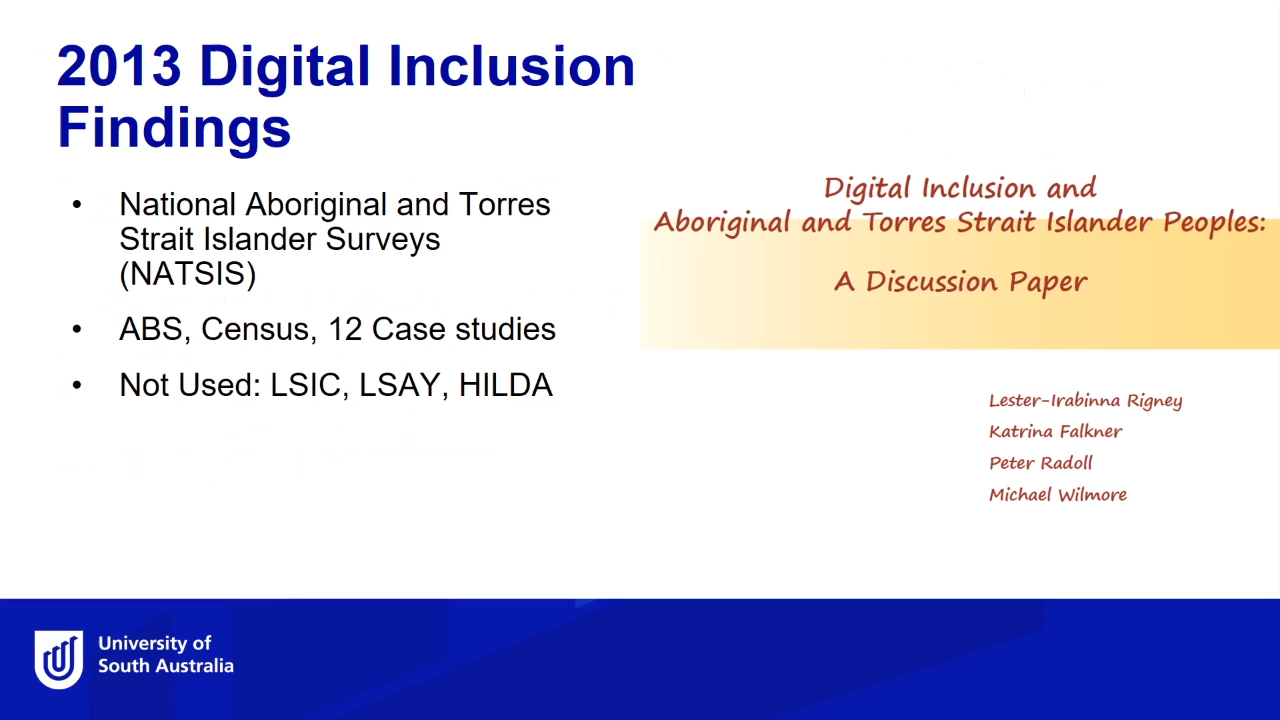 2013 Digital Inclusion
Findings
• National Aboriginal and Torres
Strait Islander Surveys
(NATSIS)
• ABS, Census, 12 Case studies
• Not Used: LSIC, LSAY, HILDA
Digital Inclusion and
Aboriginal and Torres Strait Islander Peoples:
A Discussion Paper
Lester-Irabinna Rigney
Katrina Falkner
Peter Radoll
Michael Wilmore
University of
South Australia